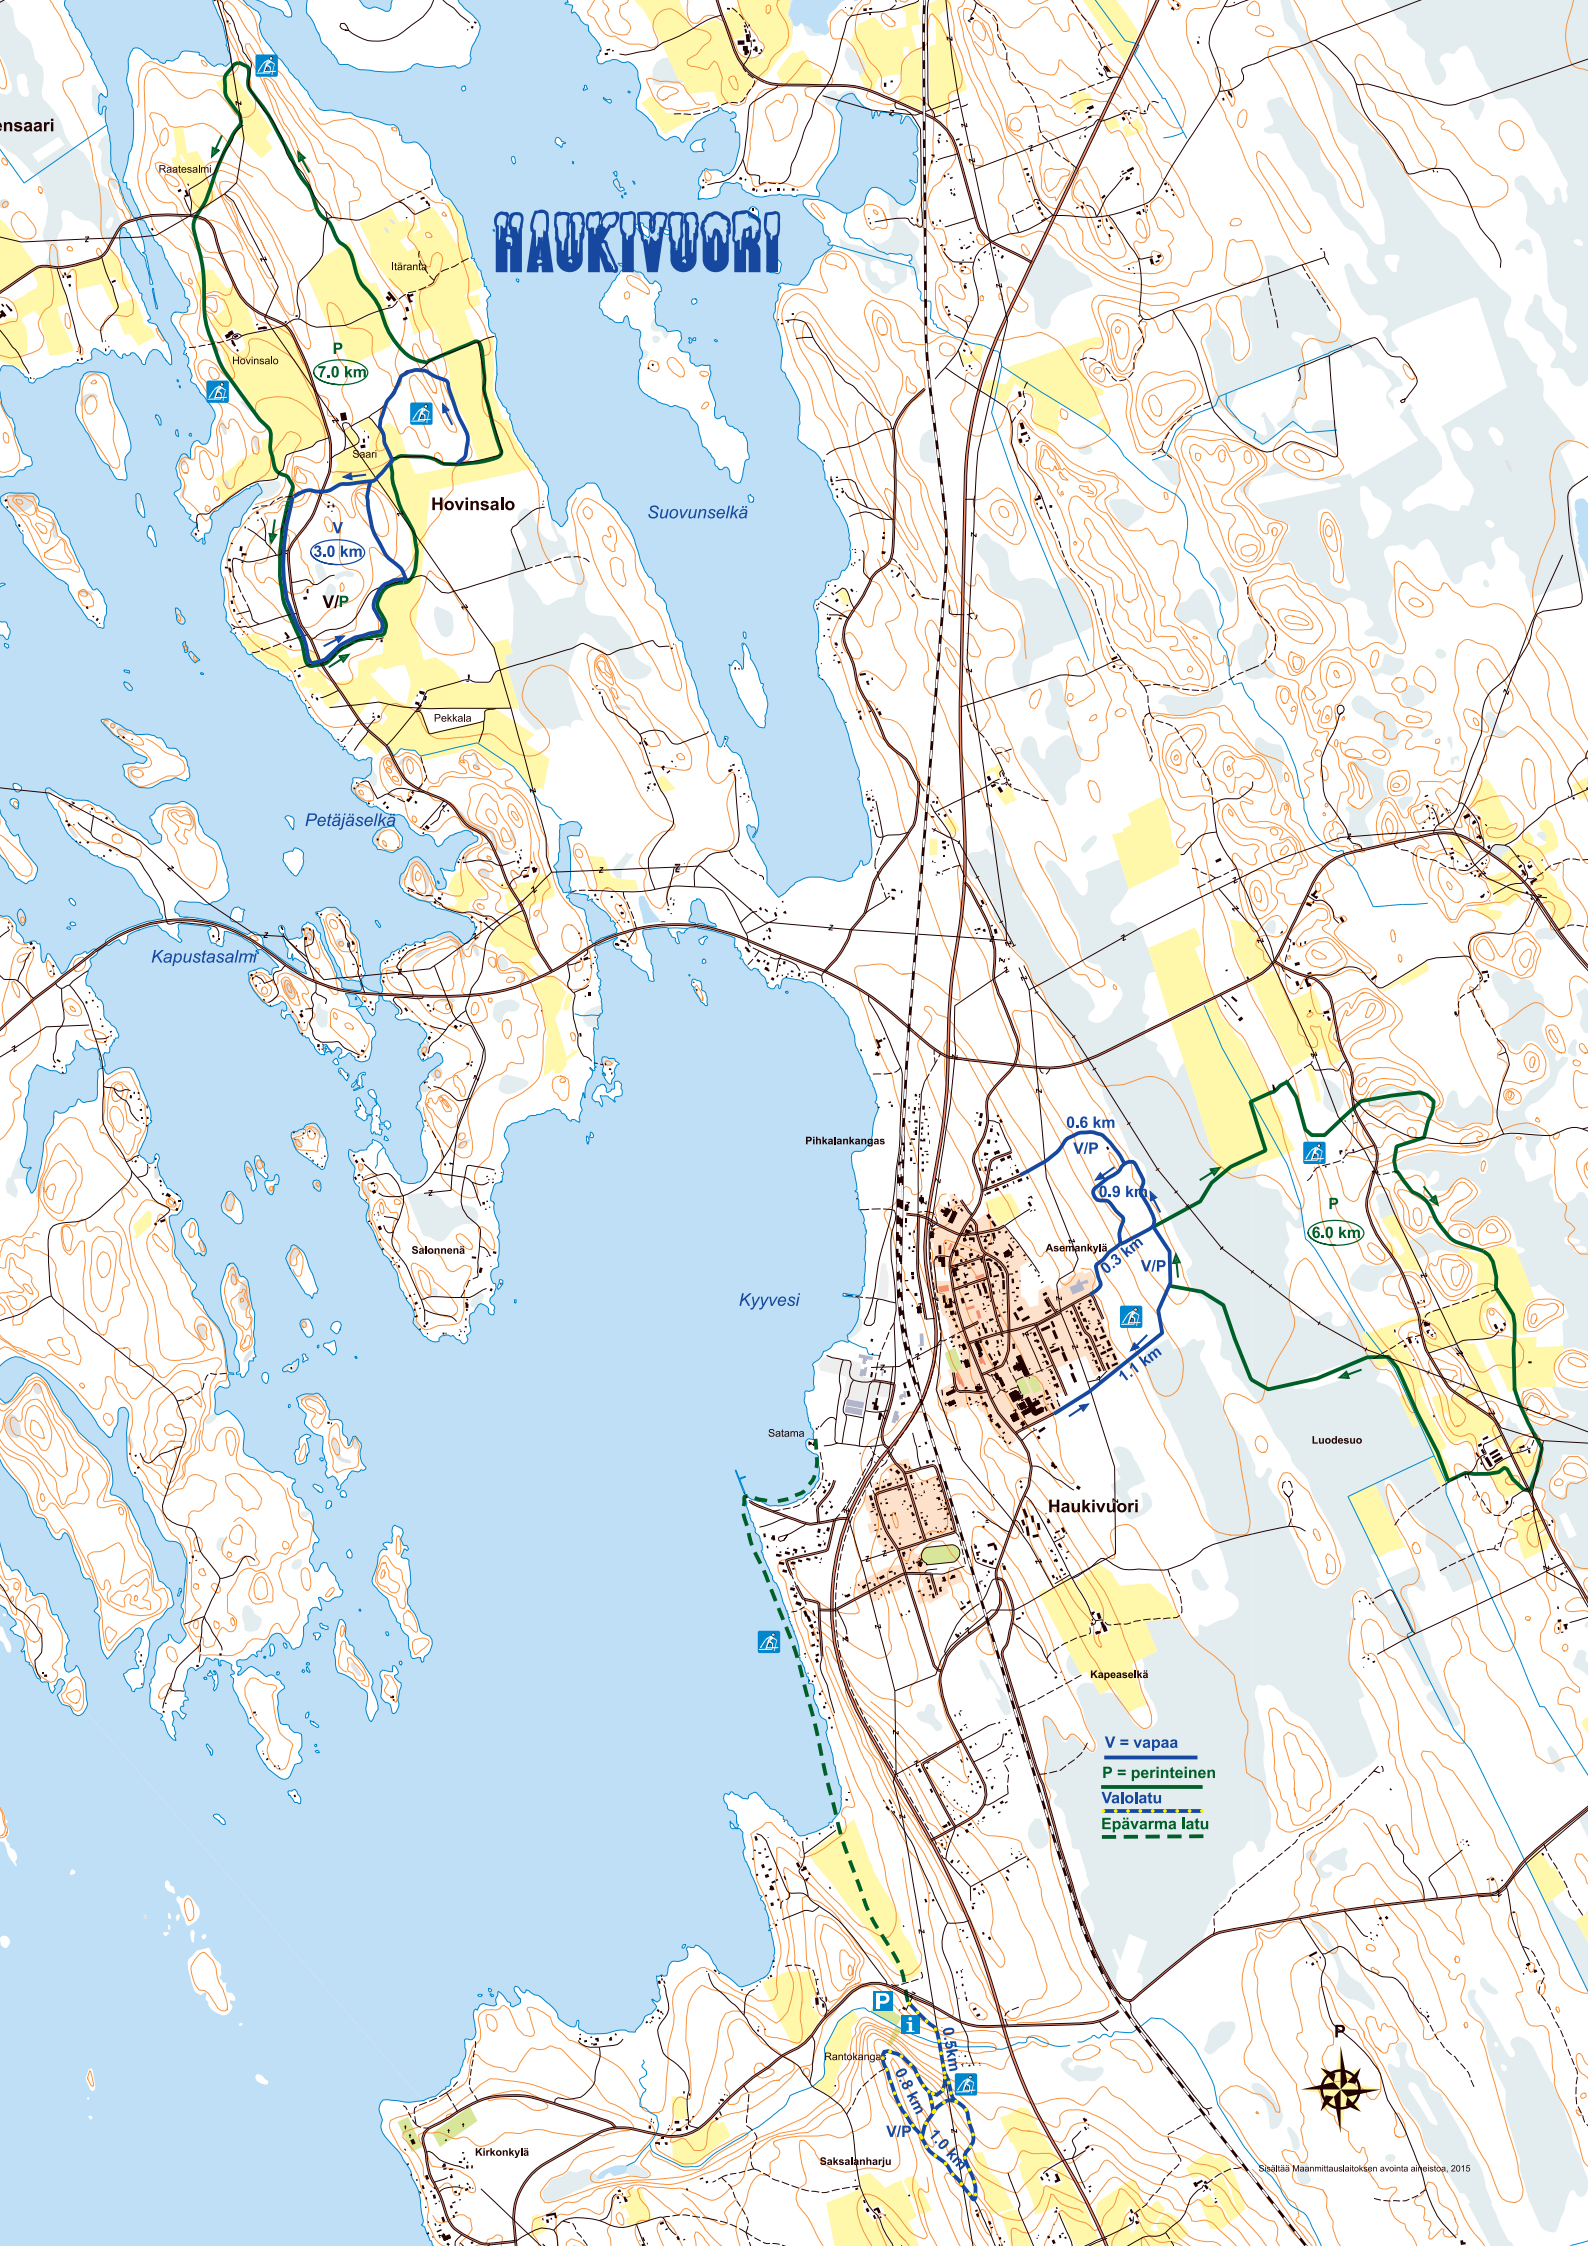 ensaari
Raatesalmi
HAUKIVUORI
Itäranta
P
7.0 km
Hovinsalo
Saari
Hovinsalo
Suovunselkä
V
3.0 km
V/P
Pekkala
Petäjäselkä
Kapustasalmi
0.6 km
V/P
Pihkalankangas
0.9 km
P
6.0 km
Asemankylä
0.3 km
V/P
Salonnenä
Kyyvesi
1.1 km
Satama
Luodesuo
Haukivuori
Kapeaselkä
V = vapaa
P = perinteinen
Valolatu
Epävarma latu
P
i
0.5km
P
Rantokangas
0.8 km
V/P
1.0 km
Kirkonkylä
Saksalanharju
Sisältää Maanmittauslaitoksen avointa aineistoa, 2015